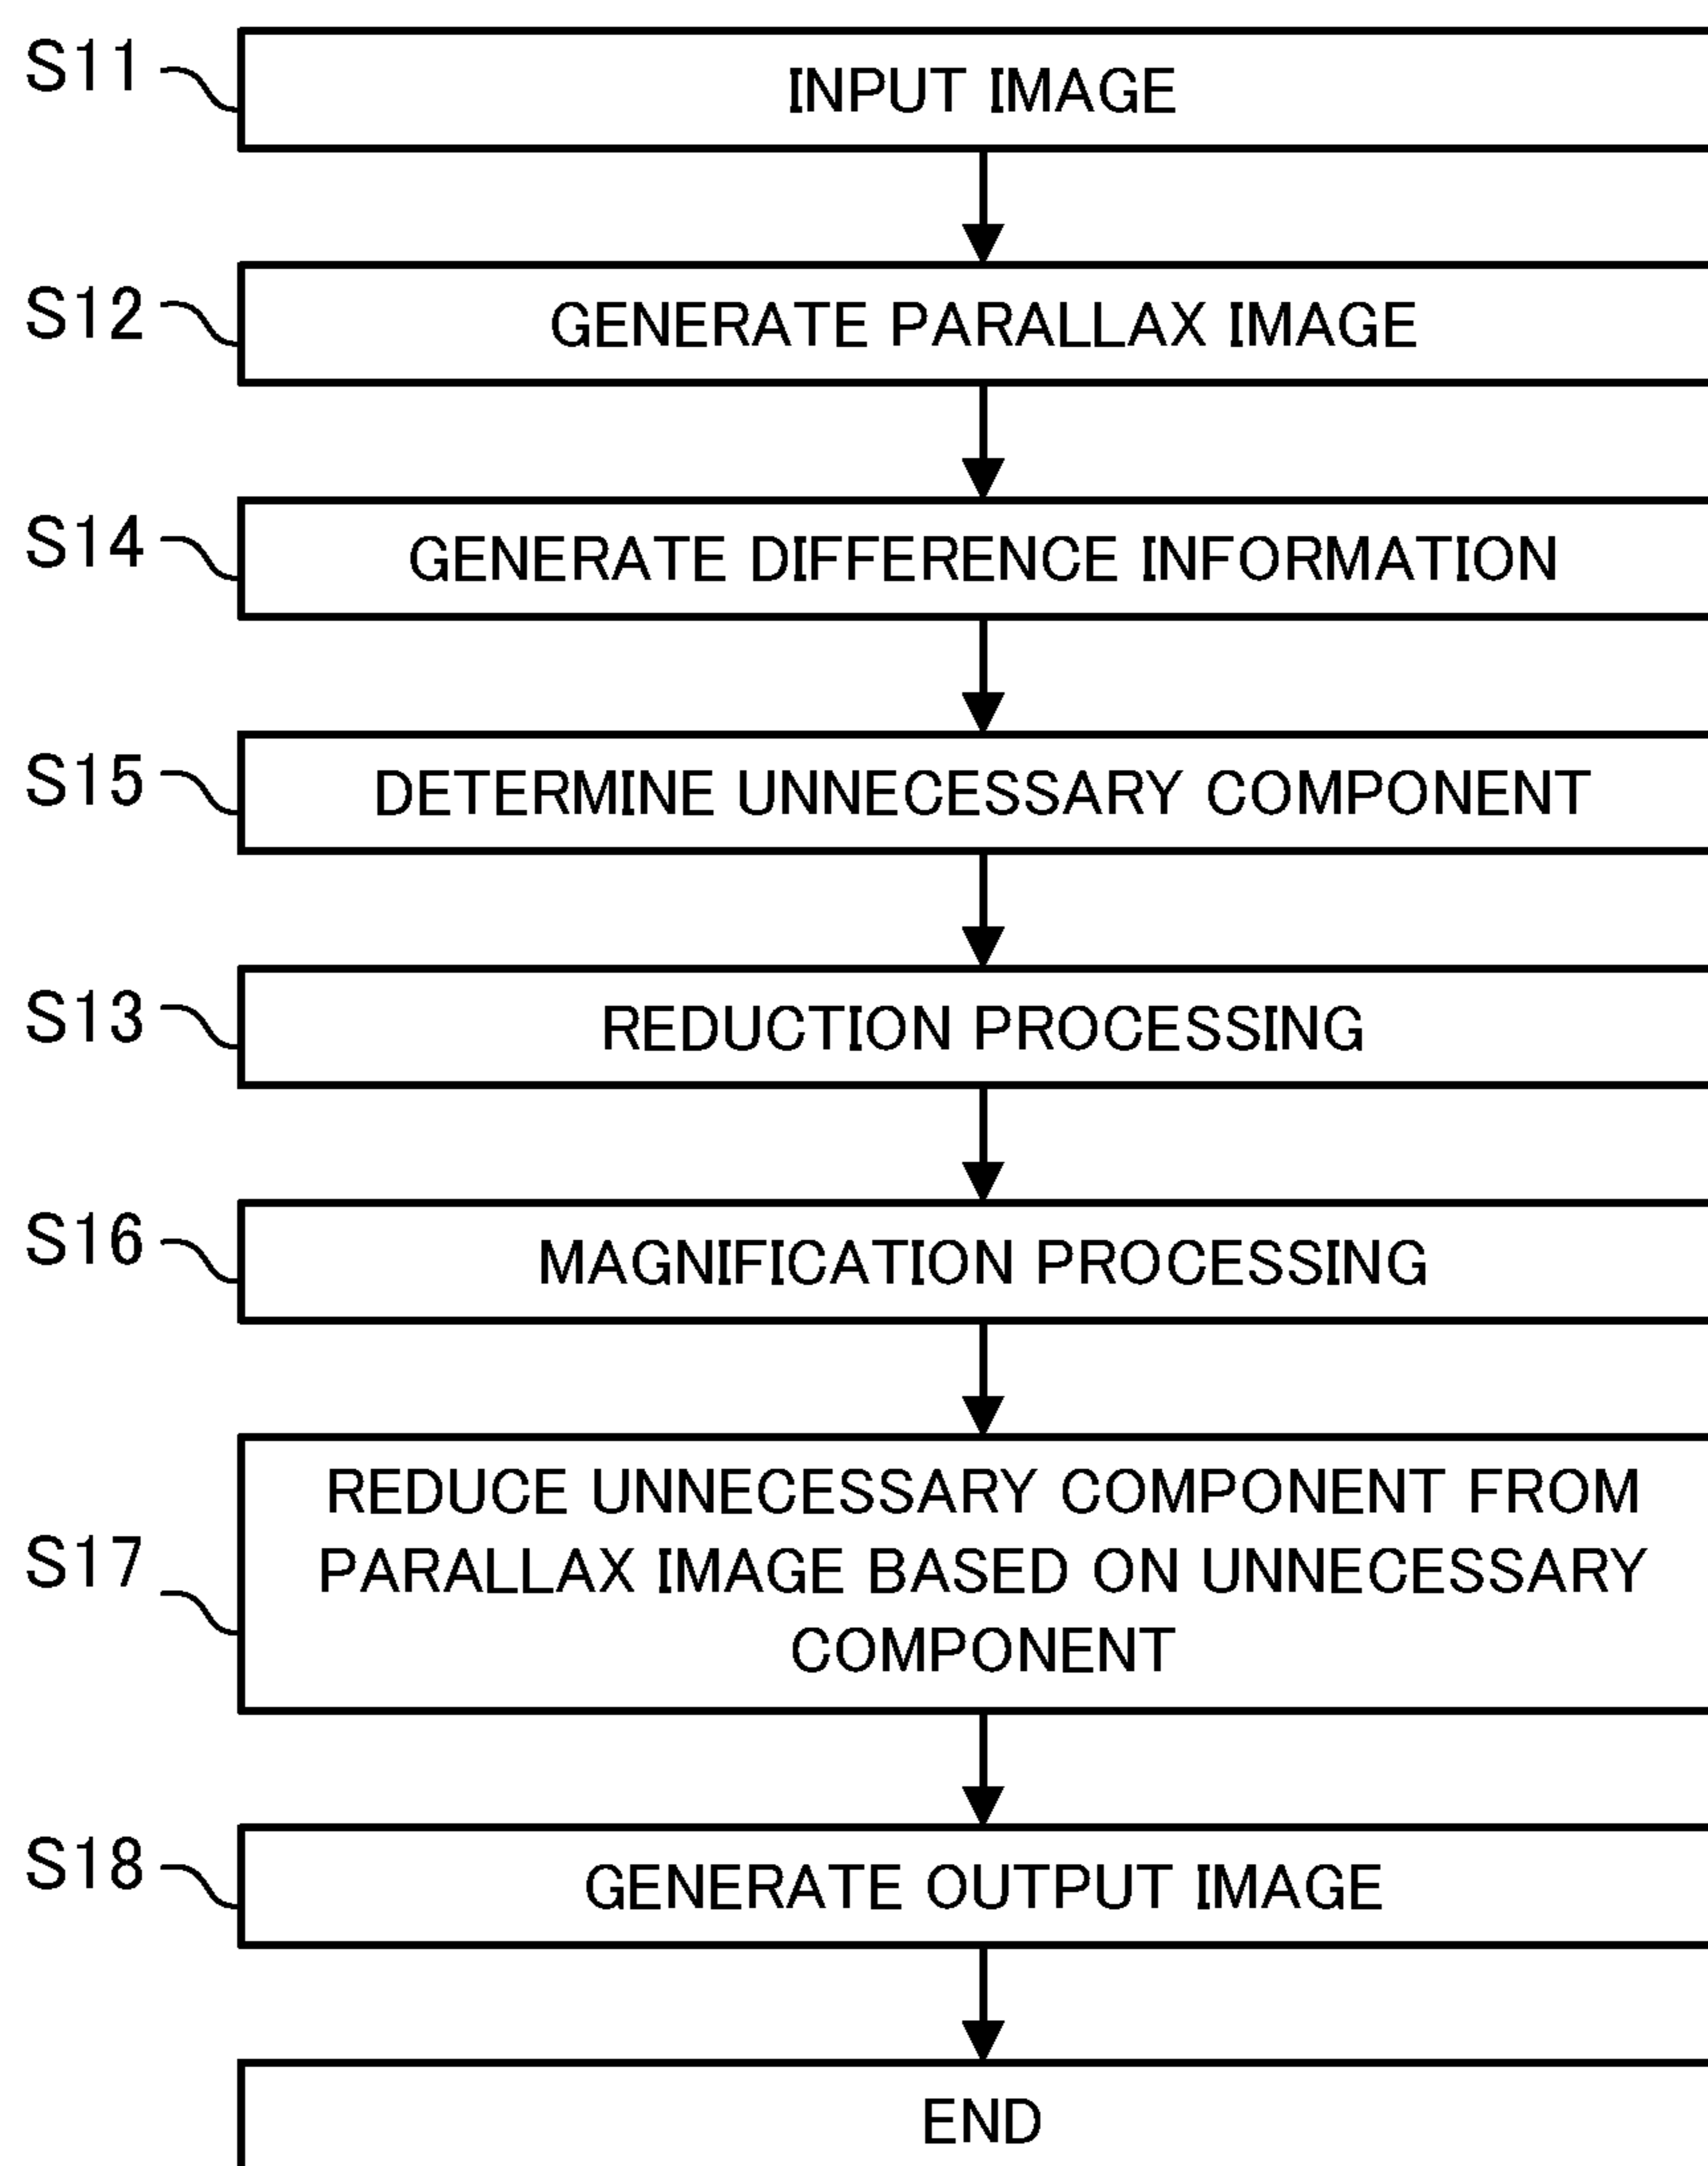 S11
INPUT IMAGE
S12
GENERATE PARALLAX IMAGE
S14
GENERATE DIFFERENCE INFORMATION
S15
DETERMINE UNNECESSARY COMPONENT
S13
REDUCTION PROCESSING
S16
MAGNIFICATION PROCESSING
S17
REDUCE UNNECESSARY COMPONENT FROM
PARALLAX IMAGE BASED ON UNNECESSARY
COMPONENT
S18
GENERATE OUTPUT IMAGE
END